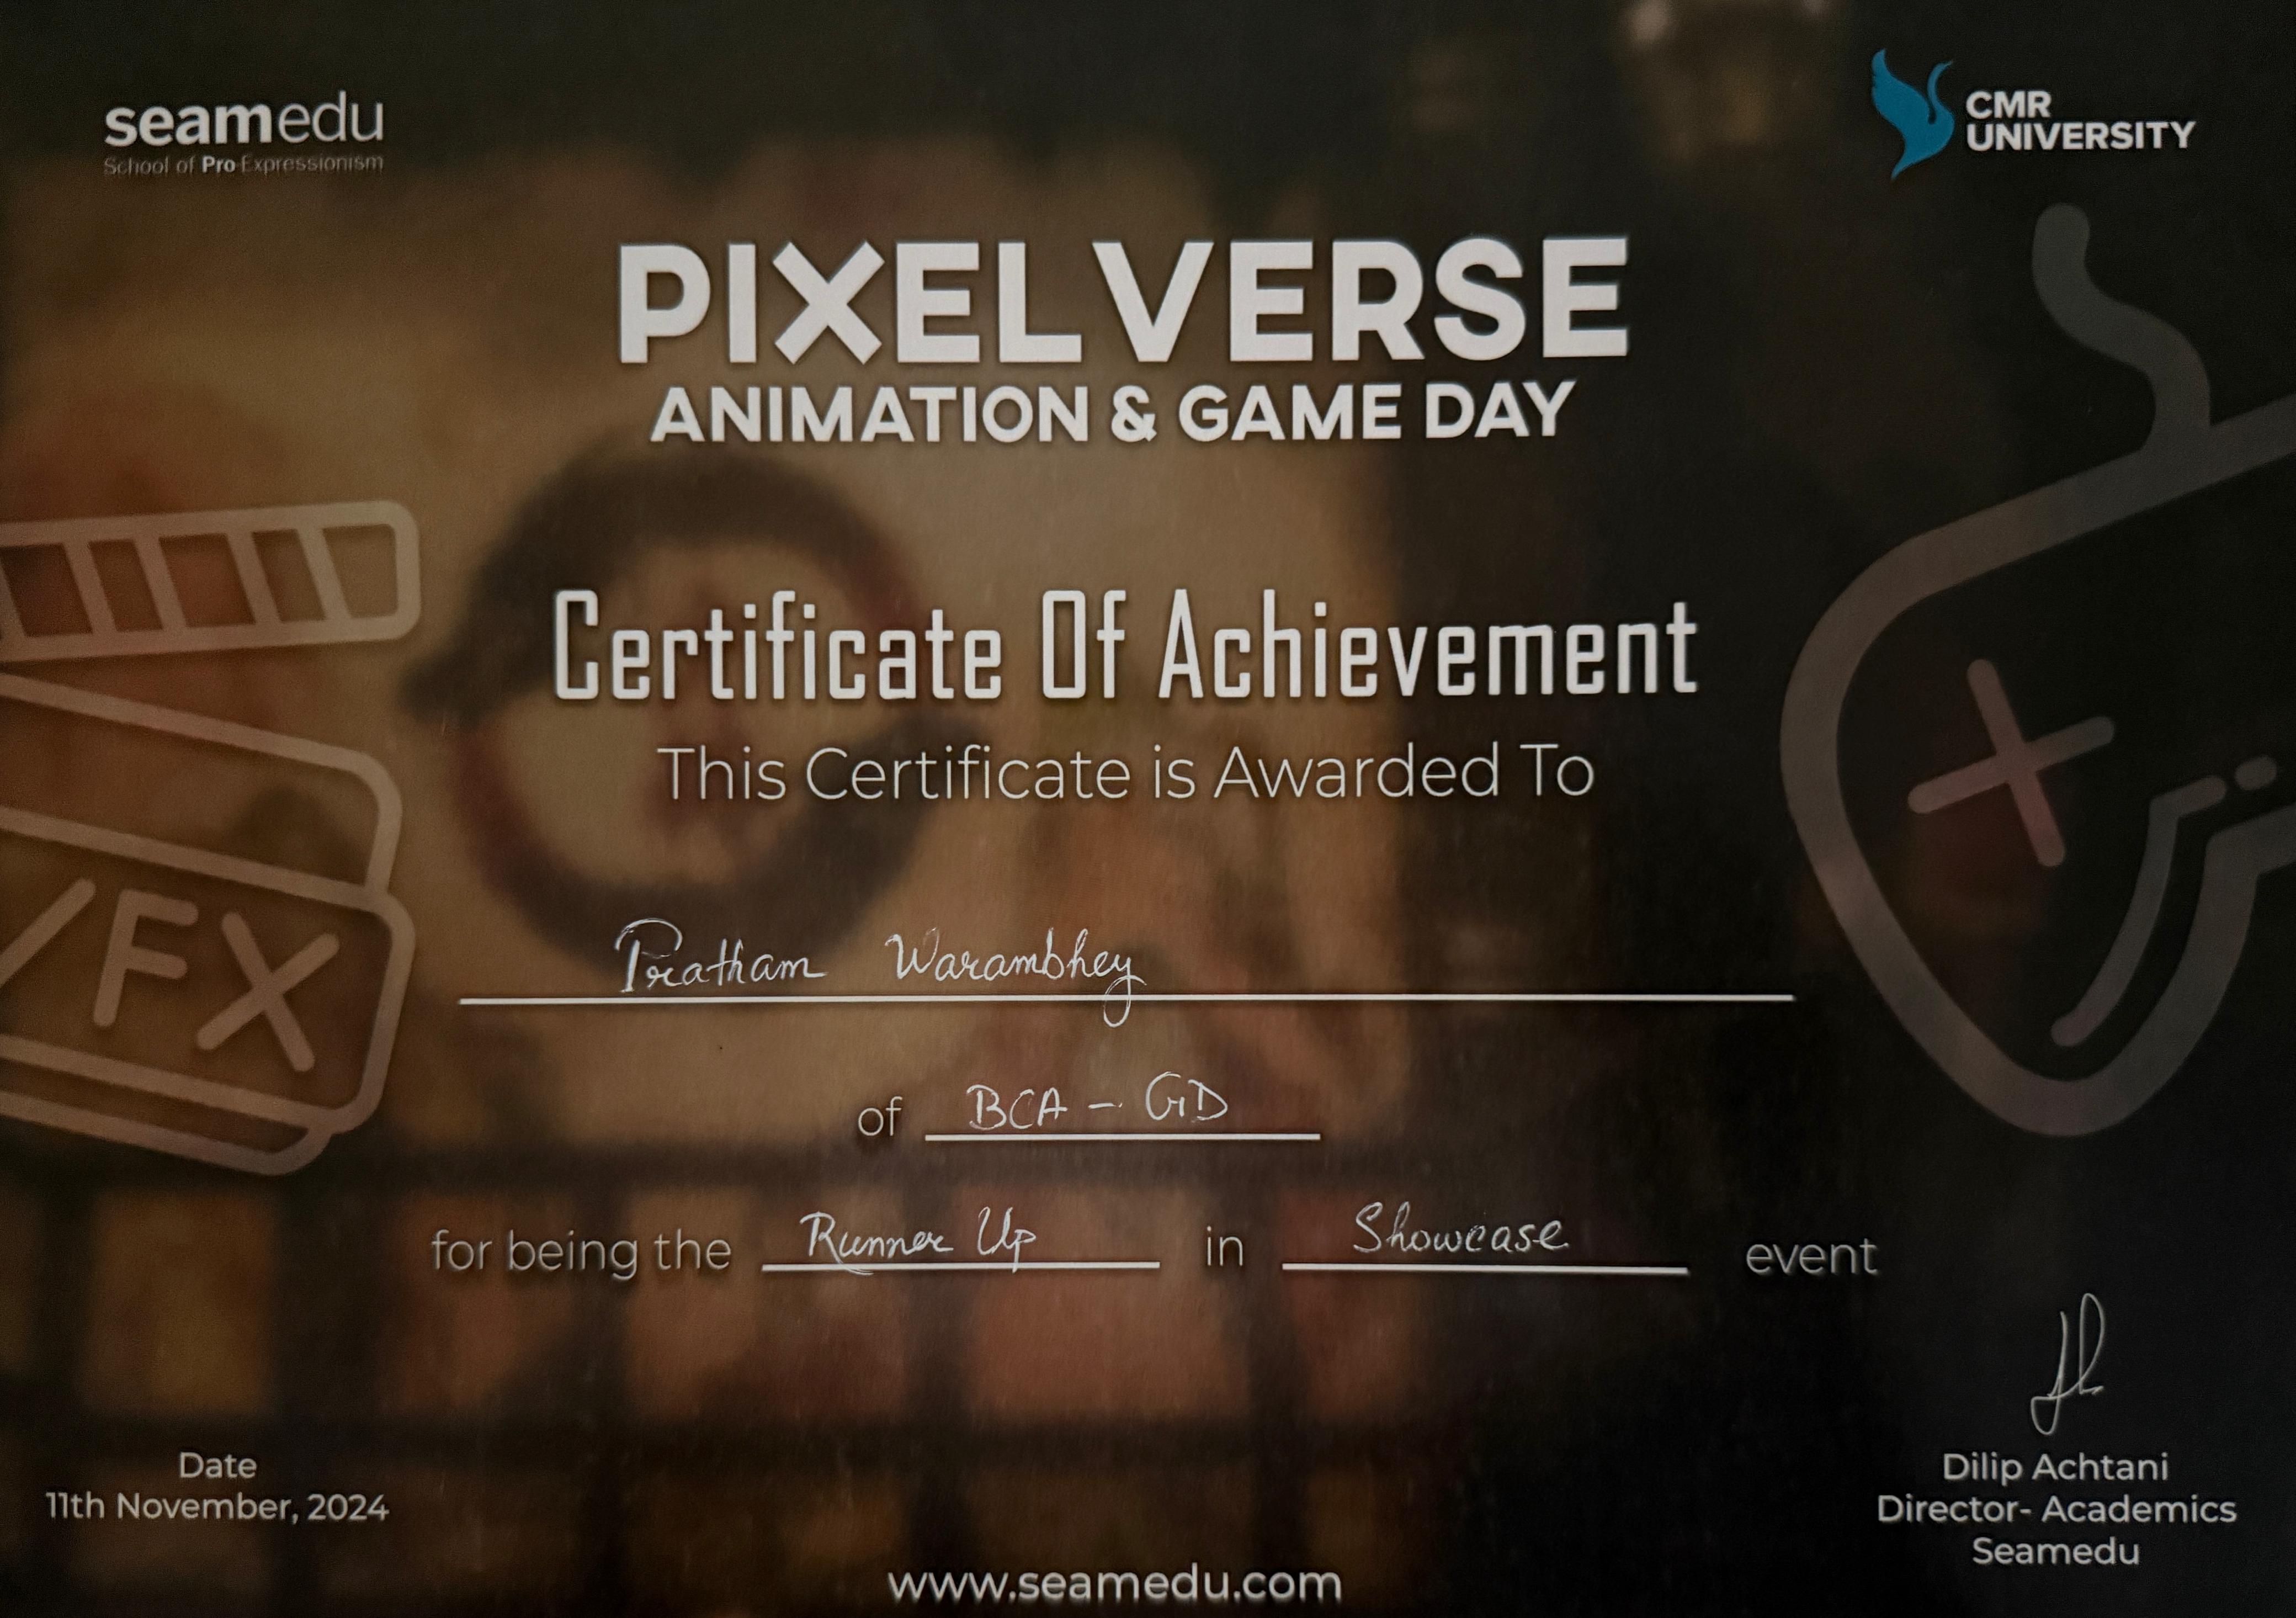 seamedu
School of Pro-Expressionism
CMR
UNIVERSITY
PIXELVERSE
ANIMATION & GAME DAY
Certificate Of Achievement
This Certificate is Awarded To
Pratham Warambhey
of BCA - GD
for being the Runner Up in Showcase event
VFX
Date
11th November, 2024
Dilip Achtani
Director- Academics
Seamedu
www.seamedu.com